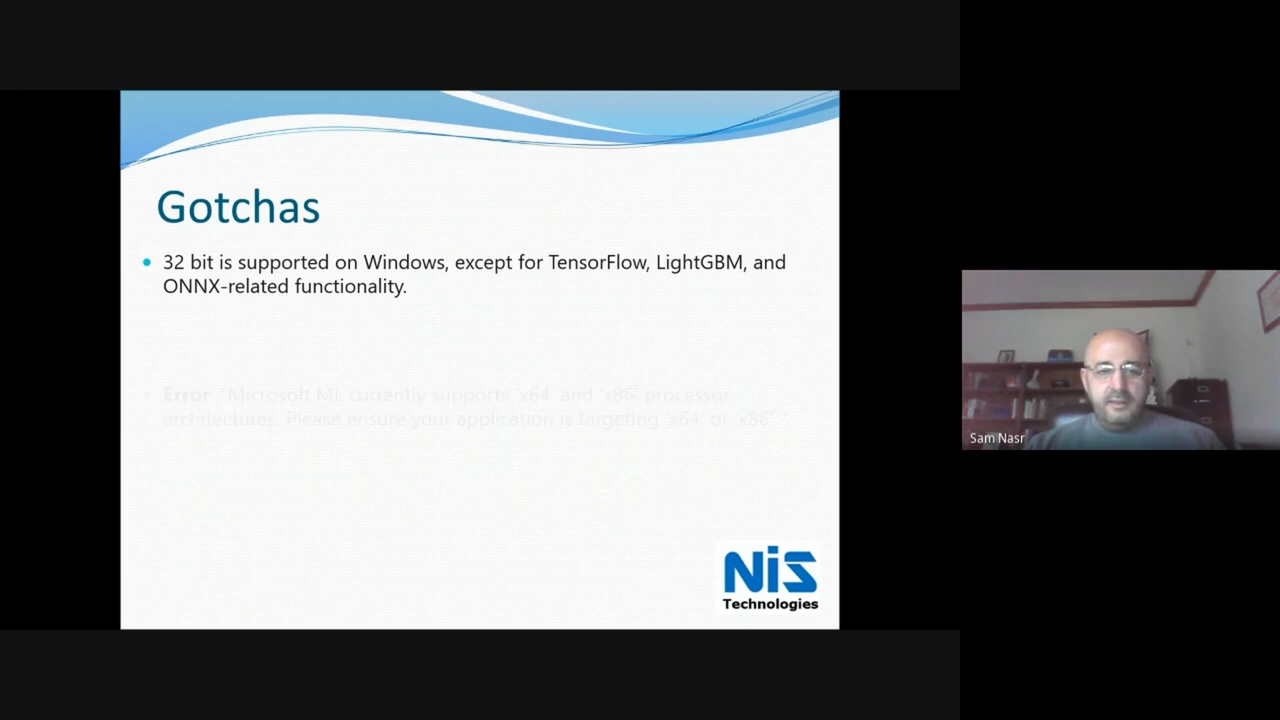 Gotchas
32 bit is supported on Windows, except for TensorFlow, LightGBM, and
ONNX-related functionality.
Error: "Microsoft.ML currently supports 'x64' and 'x86' processor
architectures. Please ensure your application is targeting 'x64' or 'x86'."
NiS
Technologies
Sam Nasr